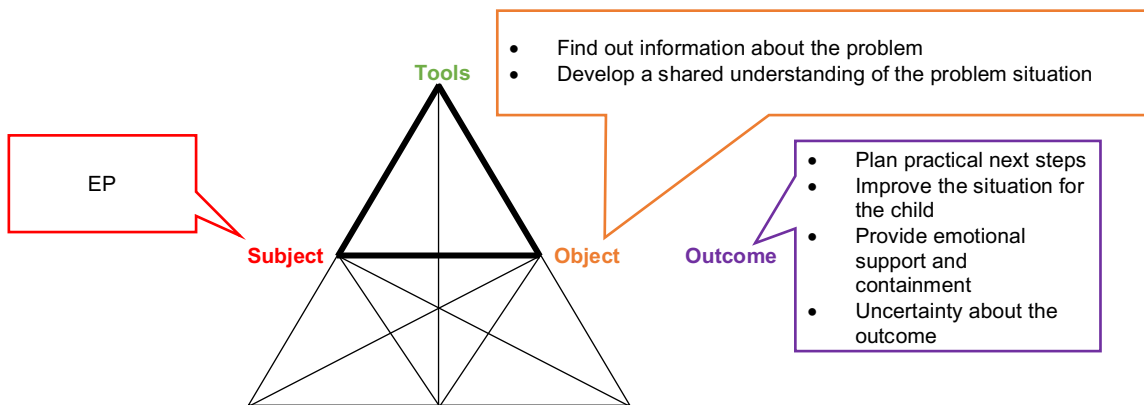 • Find out information about the problem
• Develop a shared understanding of the problem situation
Tools
EP
• Plan practical next steps
• Improve the situation for
the child
• Provide emotional
support and
containment
• Uncertainty about the
outcome
Subject
Object
Outcome